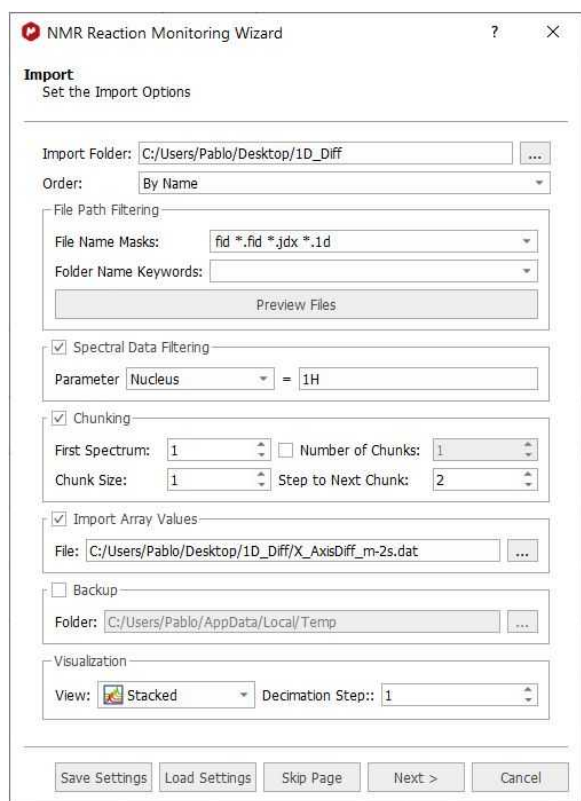 NMR Reaction Monitoring Wizard ? ×
Import
Set the Import Options
Import Folder: C:/Users/Pablo/Desktop/1D_Diff ...
Order: By Name
File Path Filtering
File Name Masks: fid *.fid *.jdx *.1d
Folder Name Keywords:
Preview Files
Spectral Data Filtering
Parameter Nucleus = 1H
Chunking
First Spectrum: 1 Number of Chunks: 1
Chunk Size: 1 Step to Next Chunk: 2
Import Array Values
File: C:/Users/Pablo/Desktop/1D_Diff/X_AxisDiff_m-2s.dat ...
Backup
Folder: C:/Users/Pablo/AppData/Local/Temp ...
Visualization
View: Stacked Decimation Step:: 1
Save Settings Load Settings Skip Page Next > Cancel